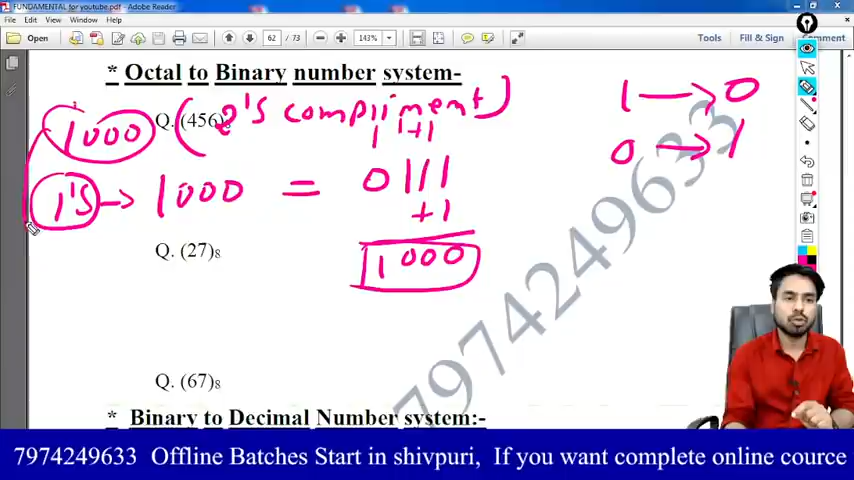 FUNDAMENTAL for youtube.pdf - Adobe Reader
File Edit View Window Help
Open 62 / 73 143% Tools Fill & Sign Comment
* Octal to Binary number system-
Q. (456)8
1000 (2's compliment)
1 1 +1
1 → 0
0 → 1
1's → 1000 = 0111
+1
1000
Q. (27)8
Q. (67)8
* Binary to Decimal Number system:-
7974249633
7974249633 Offline Batches Start in shivpuri, If you want complete online cource